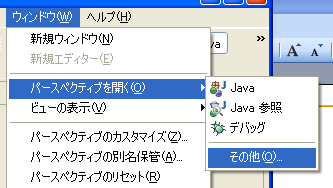 ウィンドウ(W) ヘルプ(H)
新規ウィンドウ(N)
新規エディター(E)
パースペクティブを開く(O)
ビューの表示(V)
パースペクティブのカスタマイズ(Z)...
パースペクティブの別名保管(A)...
パースペクティブのリセット(R)
ava
»
Java
Java 参照
デバッグ
その他(O)...
A A